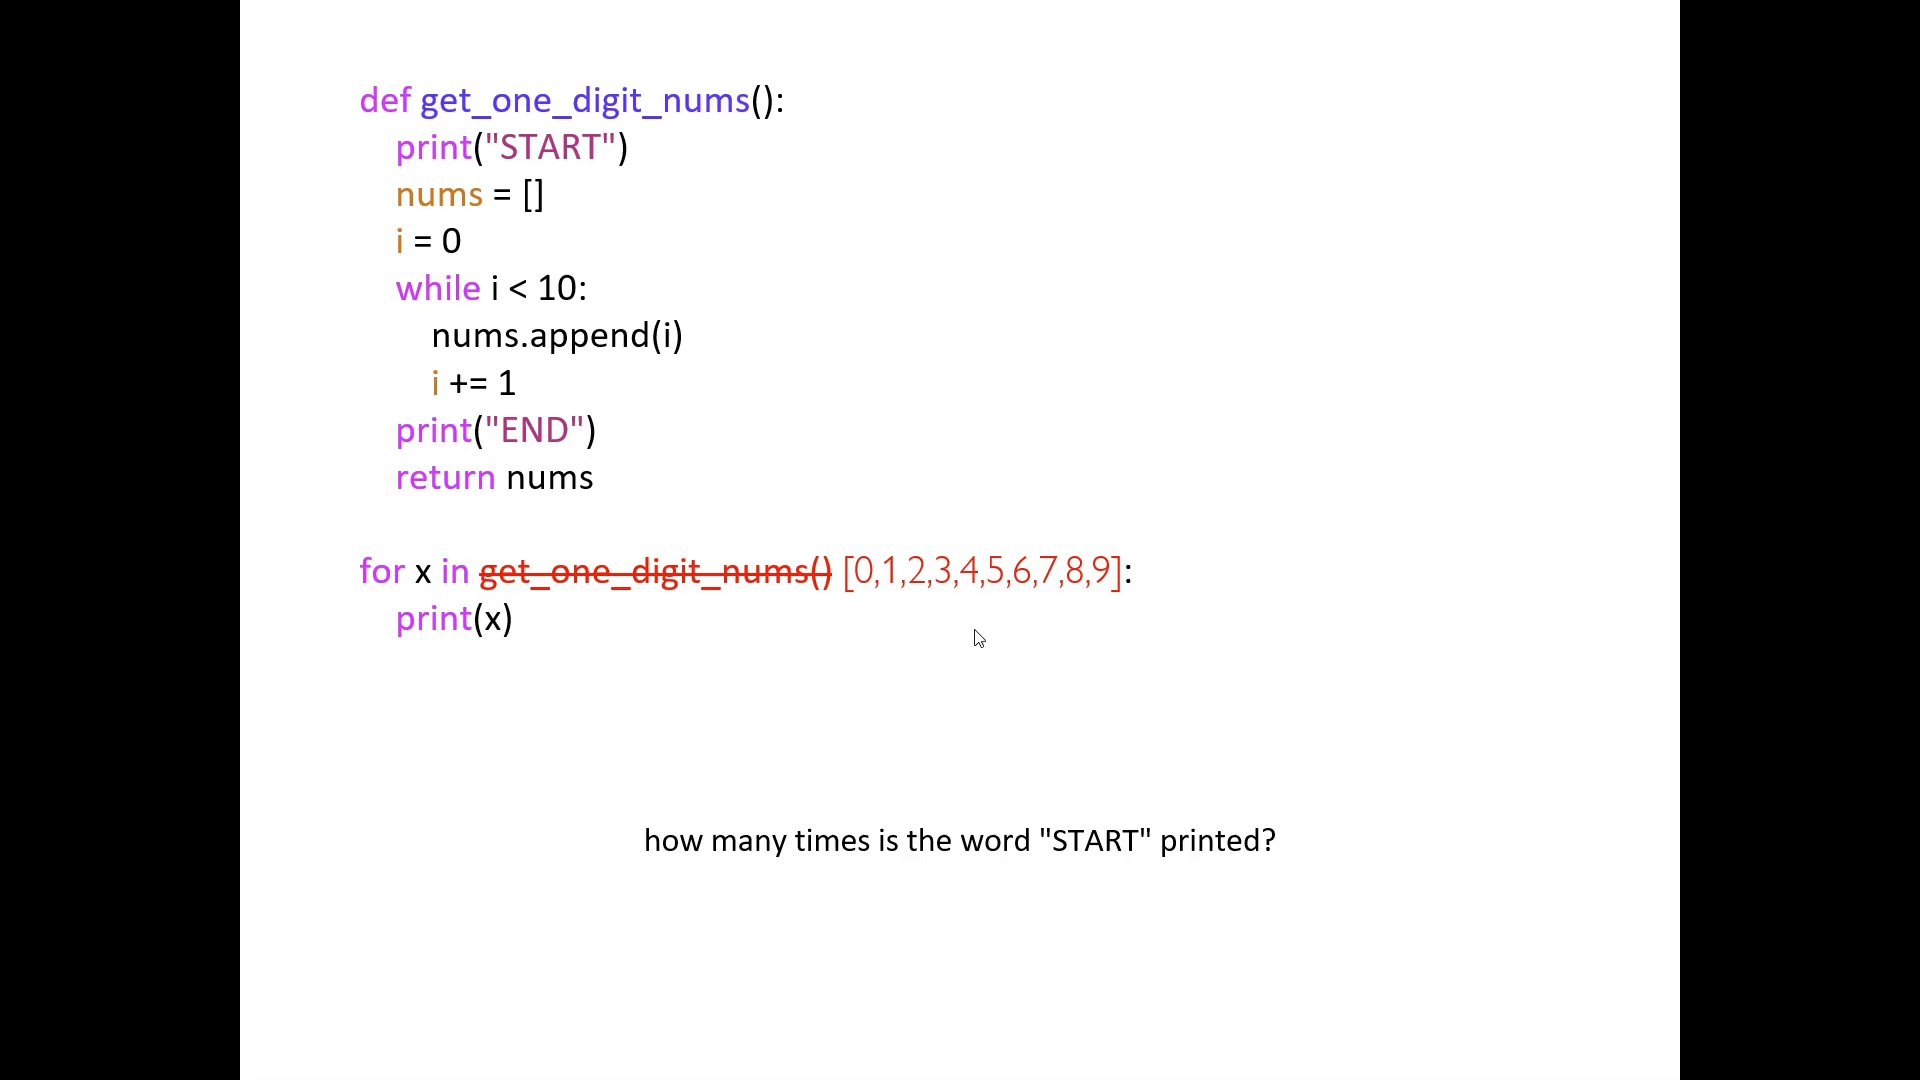 def get_one_digit_nums():
print("START")
nums = []
i = 0
while i < 10:
nums.append(i)
i += 1
print("END")
return nums
for x in get_one_digit_nums() [0,1,2,3,4,5,6,7,8,9]:
print(x)
how many times is the word "START" printed?